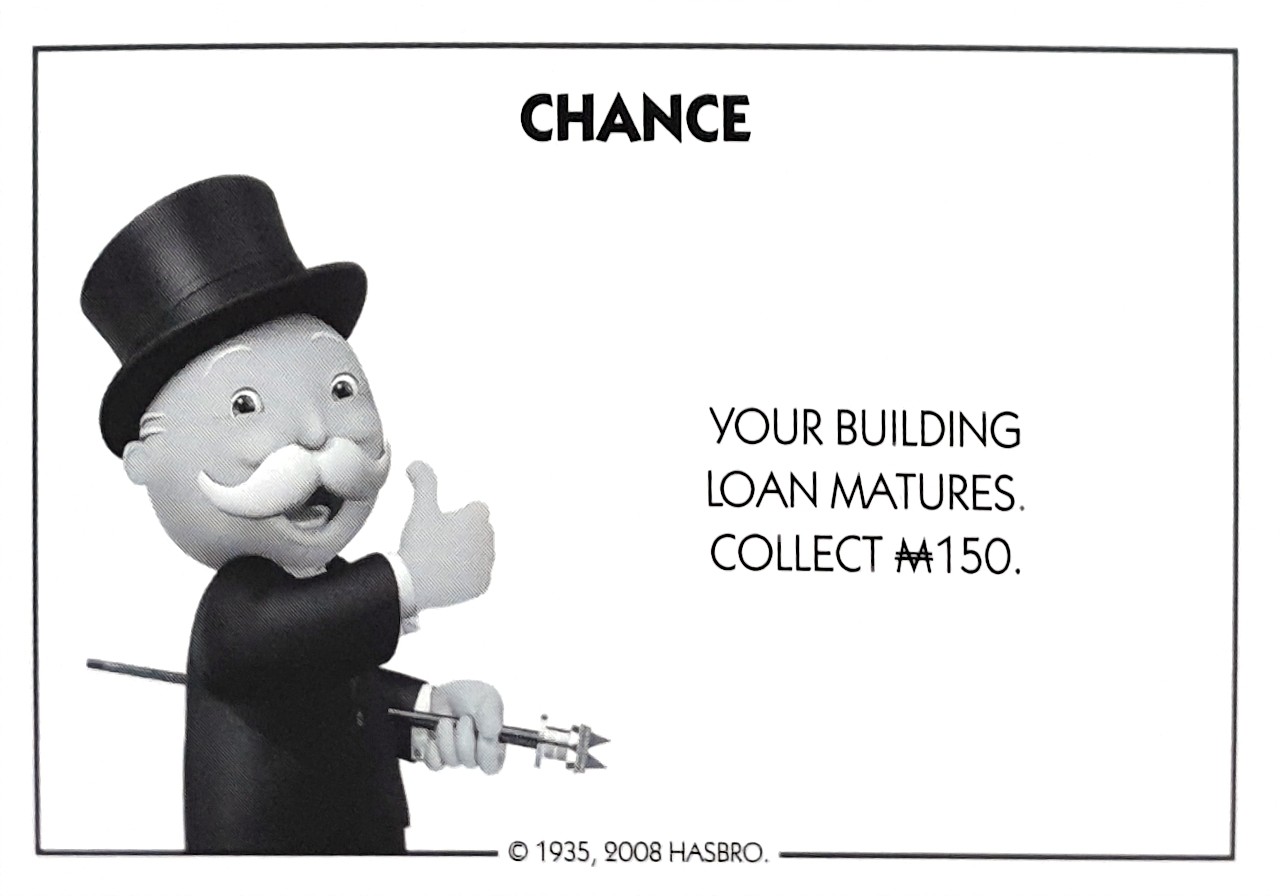 CHANCE
YOUR BUILDING
LOAN MATURES.
COLLECT ₩150.
© 1935, 2008 HASBRO.